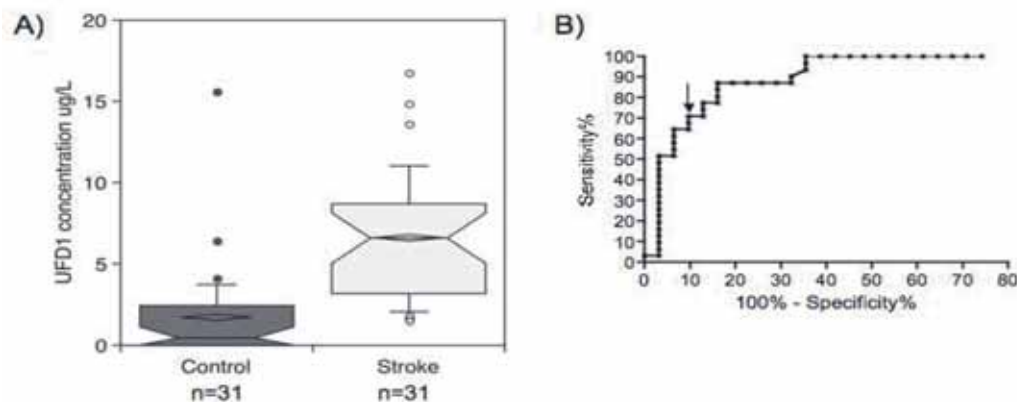 A)
UFD1 concentration ug/L
20
15
10
5
0
Control
n=31
Stroke
n=31
B)
Sensitivity%
100
90
80
70
60
50
40
30
20
10
0
0 10 20 30 40 50 60 70 80
100% - Specificity%